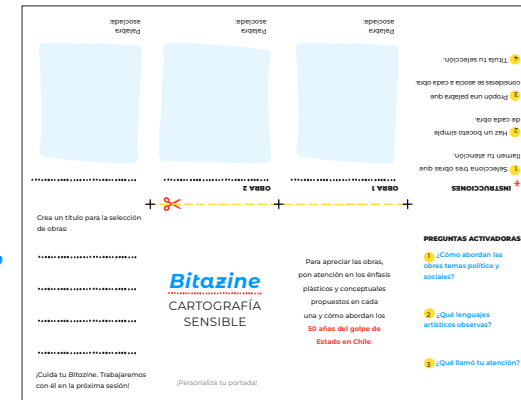 Palabra
asociada:
Palabra
asociada:
Palabra
asociada:
OBRA 2
OBRA 1
* INSTRUCCIONES
1 Selecciona tres obras que
llamen tu atención.
2 Haz un boceto simple
de cada obra.
3 Propón una palabra que
consideres se asocia a cada obra.
4 Titula tu selección.
Crea un título para la selección
de obras:
¡Cuida tu Bitazine. Trabajaremos
con él en la próxima sesión!
Bitazine
CARTOGRAFÍA
SENSIBLE
¡Personaliza tu portada!
Para apreciar las obras,
pon atención en los énfasis
plásticos y conceptuales
propuestos en cada
una y cómo abordan los
50 años del golpe de
Estado en Chile.
PREGUNTAS ACTIVADORAS
1 ¿Cómo abordan las
obras temas político y
sociales?
2 ¿Qué lenguajes
artísticos observas?
3 ¿Qué llamó tu atención?